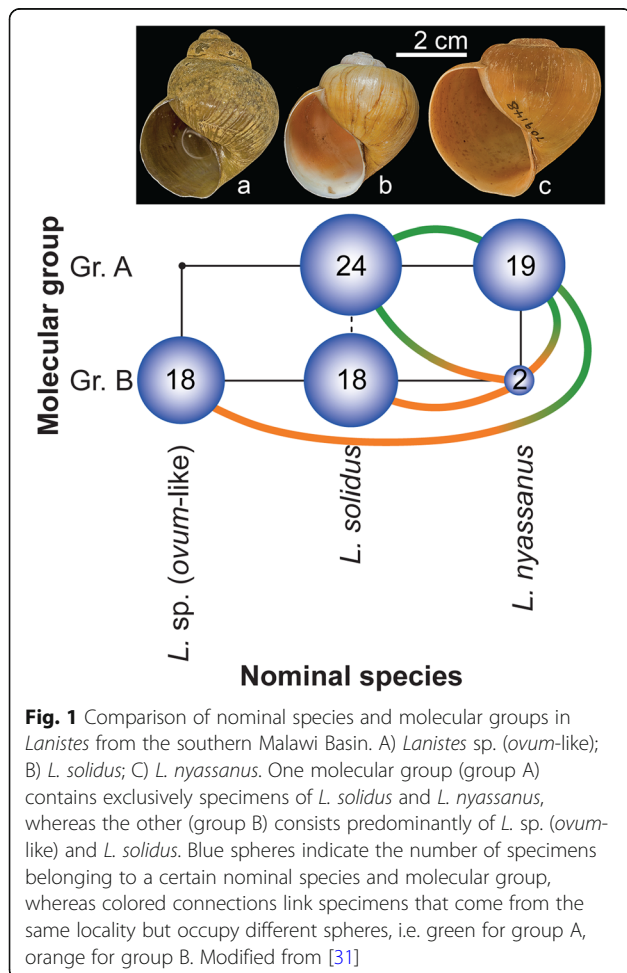 2 cm
a
b
c
709148
Molecular group
Gr. A
24
19
Gr. B
18
18
2
L. sp. (ovum-like)
L. solidus
L. nyassanus
Nominal species
Fig. 1 Comparison of nominal species and molecular groups in
Lanistes from the southern Malawi Basin. A) Lanistes sp. (ovum-like);
B) L. solidus; C) L. nyassanus. One molecular group (group A)
contains exclusively specimens of L. solidus and L. nyassanus,
whereas the other (group B) consists predominantly of L. sp. (ovum-
like) and L. solidus. Blue spheres indicate the number of specimens
belonging to a certain nominal species and molecular group,
whereas colored connections link specimens that come from the
same locality but occupy different spheres, i.e. green for group A,
orange for group B. Modified from [31]